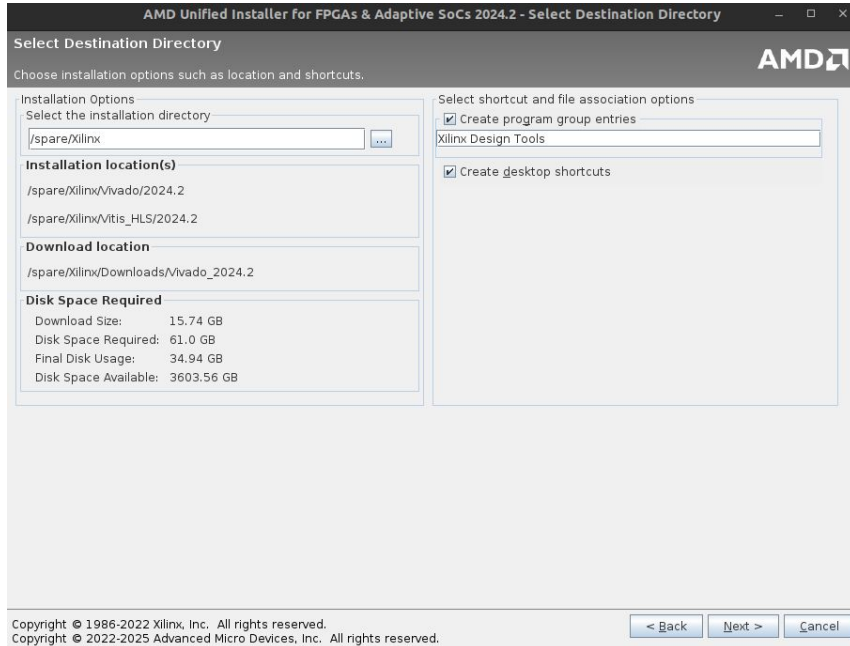 AMD Unified Installer for FPGAs & Adaptive SoCs 2024.2 - Select Destination Directory
Select Destination Directory
Choose installation options such as location and shortcuts.
AMD
Installation Options
Select the installation directory
/spare/Xilinx
...
Installation location(s)
/spare/Xilinx/Vivado/2024.2
/spare/Xilinx/Vitis_HLS/2024.2
Download location
/spare/Xilinx/Downloads/Vivado_2024.2
Disk Space Required
Download Size: 15.74 GB
Disk Space Required: 61.0 GB
Final Disk Usage: 34.94 GB
Disk Space Available: 3603.56 GB
Select shortcut and file association options
Create program group entries
Xilinx Design Tools
Create desktop shortcuts
Copyright © 1986-2022 Xilinx, Inc. All rights reserved.
Copyright © 2022-2025 Advanced Micro Devices, Inc. All rights reserved.
< Back Next > Cancel